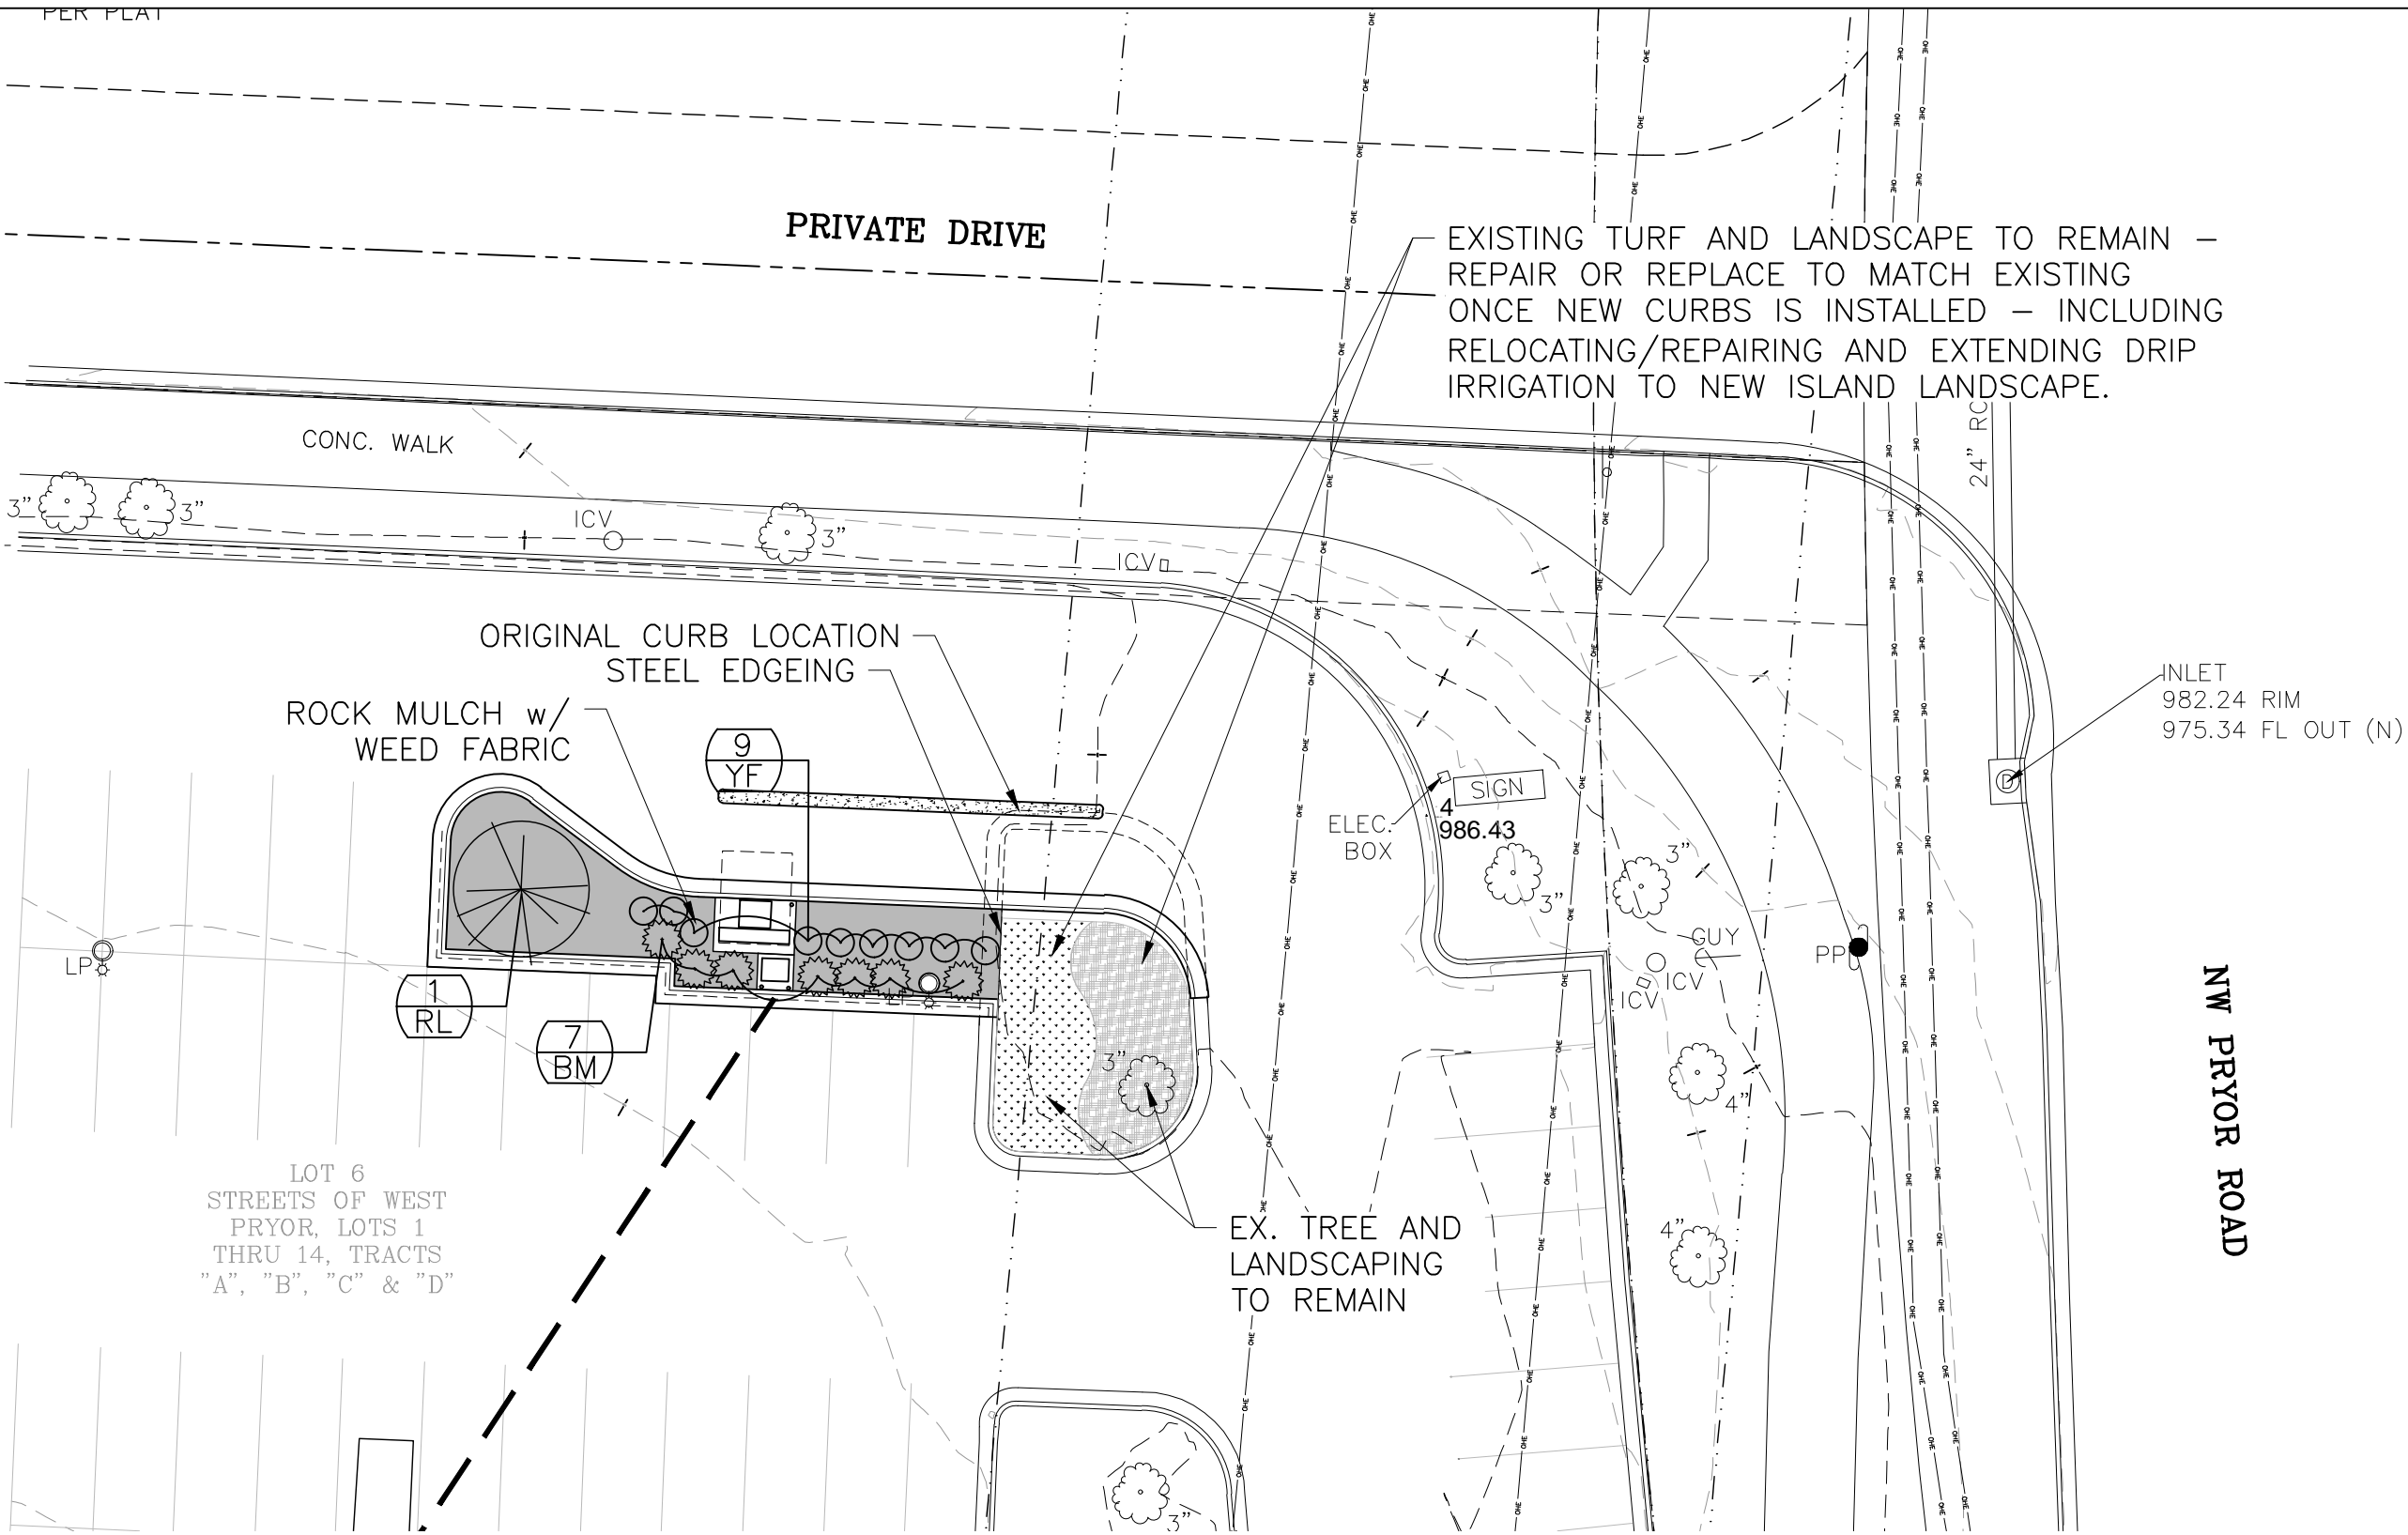 PER PLAT
PRIVATE DRIVE
EXISTING TURF AND LANDSCAPE TO REMAIN –
REPAIR OR REPLACE TO MATCH EXISTING
ONCE NEW CURBS IS INSTALLED – INCLUDING
RELOCATING/REPAIRING AND EXTENDING DRIP
IRRIGATION TO NEW ISLAND LANDSCAPE.
CONC. WALK
24" RC
3"
3"
ICV
3"
ICV
ORIGINAL CURB LOCATION
STEEL EDGEING
ROCK MULCH w/
WEED FABRIC
9
YF
INLET
982.24 RIM
975.34 FL OUT (N)
D
SIGN
4
986.43
ELEC.
BOX
3"
3"
GUY
PP
ICV
ICV
LP
LP
1
RL
7
BM
3"
4"
4"
NW PRYOR ROAD
LOT 6
STREETS OF WEST
PRYOR, LOTS 1
THRU 14, TRACTS
"A", "B", "C" & "D"
EX. TREE AND
LANDSCAPING
TO REMAIN
3"
OHE